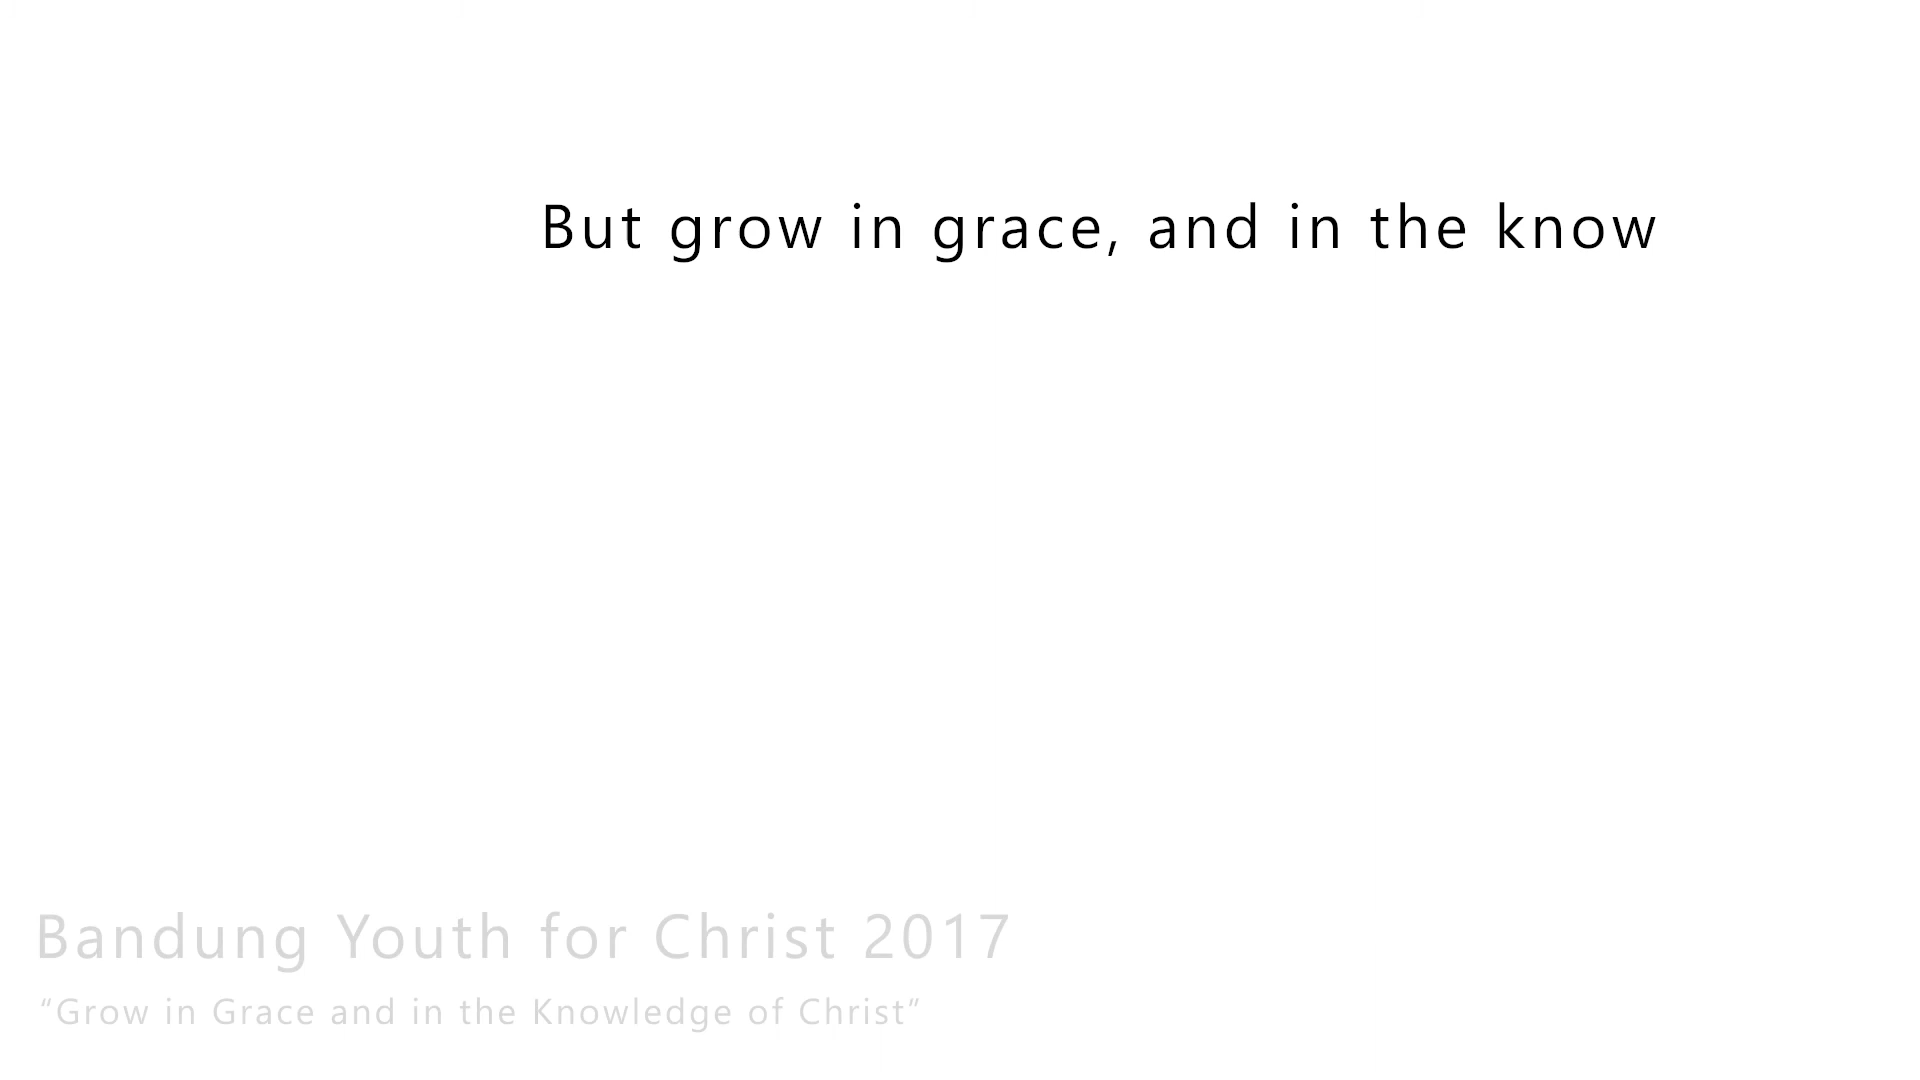 But grow in grace, and in the know
Bandung Youth for Christ 2017
“Grow in Grace and in the Knowledge of Christ”